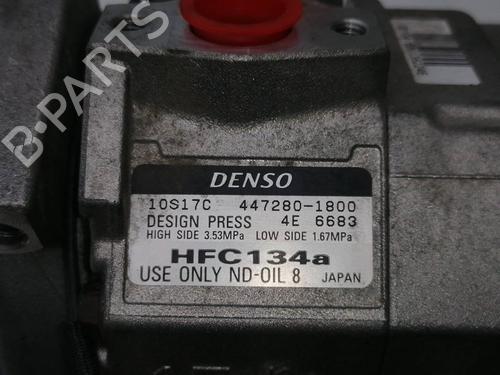 B-PARTS
DENSO
10S17C 447280-1800
DESIGN PRESS 4E 6683
HIGH SIDE 3.53MPa LOW SIDE 1.67MPa
HFC134a
USE ONLY ND-OIL 8 JAPAN